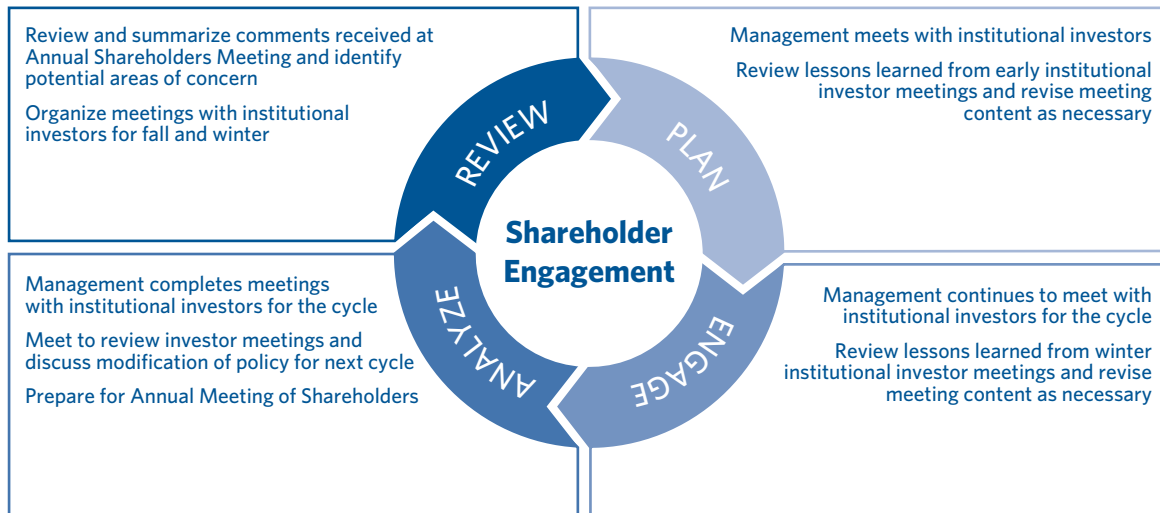 Review and summarize comments received at
Annual Shareholders Meeting and identify
potential areas of concern
Organize meetings with institutional
investors for fall and winter
Management meets with institutional investors
Review lessons learned from early institutional
investor meetings and revise meeting
content as necessary
REVIEW
PLAN
Shareholder
Engagement
ANALYZE
ENGAGE
Management completes meetings
with institutional investors for the cycle
Meet to review investor meetings and
discuss modification of policy for next cycle
Prepare for Annual Meeting of Shareholders
Management continues to meet with
institutional investors for the cycle
Review lessons learned from winter
institutional investor meetings and revise
meeting content as necessary